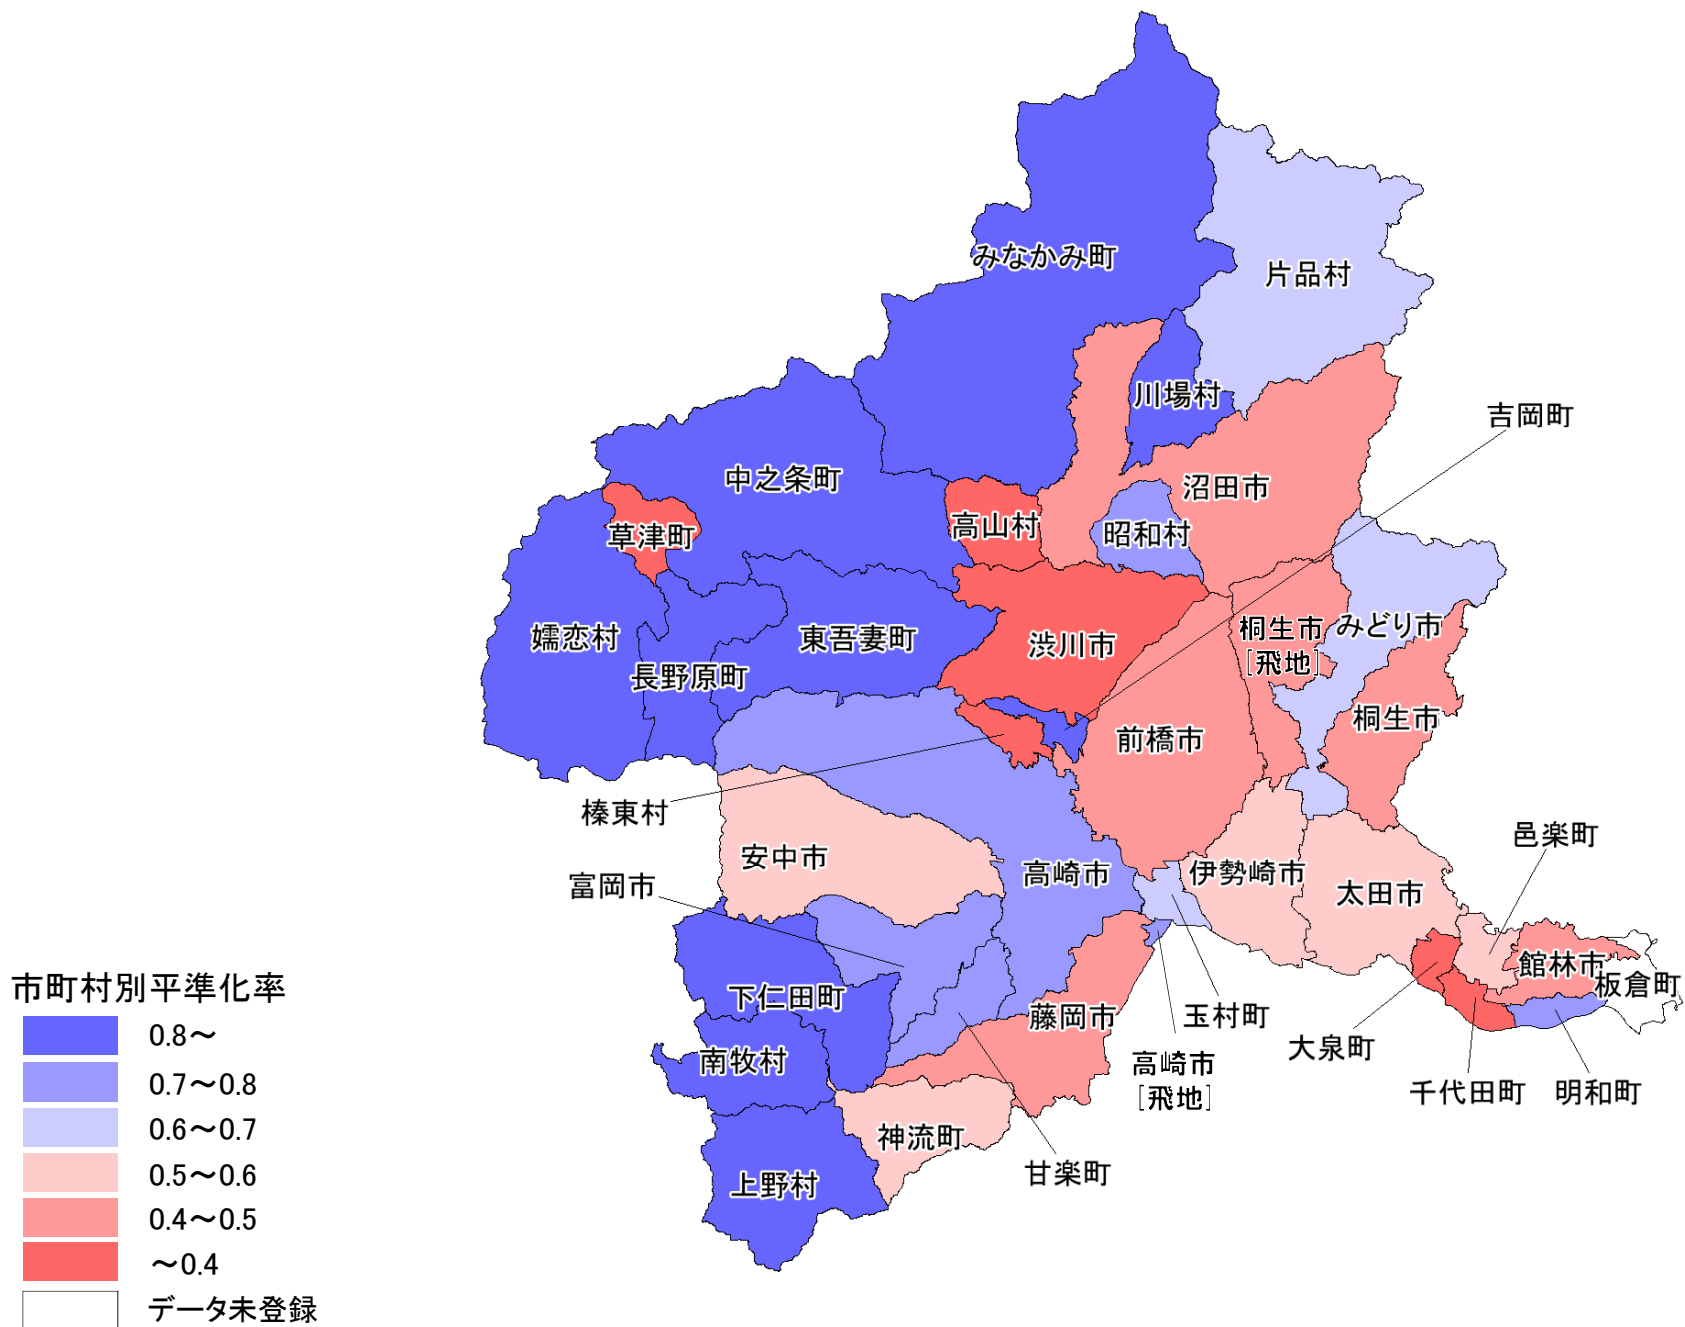 みなかみ町
片品村
川場村
吉岡町
中之条町
沼田市
草津町
高山村
昭和村
嬬恋村
東吾妻町
渋川市
桐生市
[飛地]
みどり市
長野原町
前橋市
桐生市
榛東村
安中市
富岡市
高崎市
伊勢崎市
太田市
邑楽町
館林市
板倉町
下仁田町
藤岡市
玉村町
大泉町
南牧村
高崎市
[飛地]
千代田町
明和町
神流町
甘楽町
上野村
市町村別平準化率
0.8~
0.7~0.8
0.6~0.7
0.5~0.6
0.4~0.5
~0.4
データ未登録